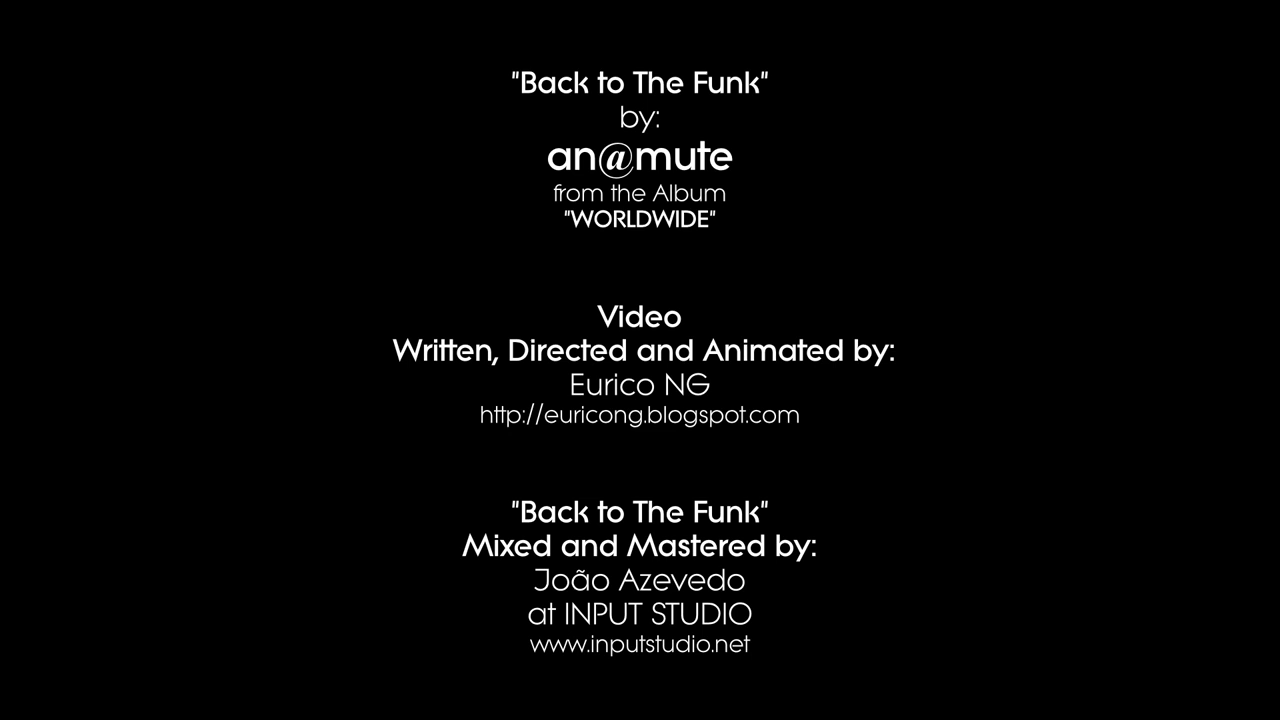 "Back to The Funk"
by:
an@mute
from the Album
"WORLDWIDE"
Video
Written, Directed and Animated by:
Eurico NG
http://euricong.blogspot.com
"Back to The Funk"
Mixed and Mastered by:
João Azevedo
at INPUT STUDIO
www.inputstudio.net